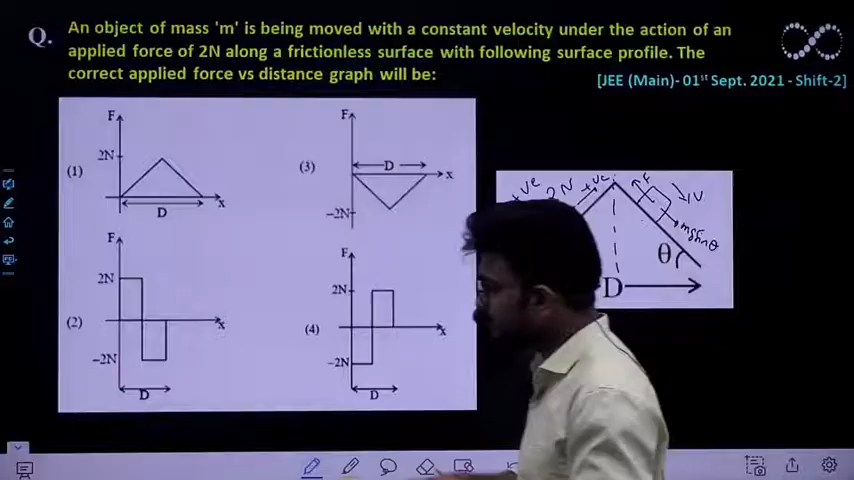 Q. An object of mass 'm' is being moved with a constant velocity under the action of an
applied force of 2N along a frictionless surface with following surface profile. The
correct applied force vs distance graph will be:
[JEE (Main)- 01st Sept. 2021 - Shift-2]
F
2N
(1)
x
D
F
D
(3)
x
-2N
F
2N
(2)
x
-2N
D
F
2N
(4)
x
-2N
D
+ve
2N
+ve
F
V
mg sinθ
θ
D